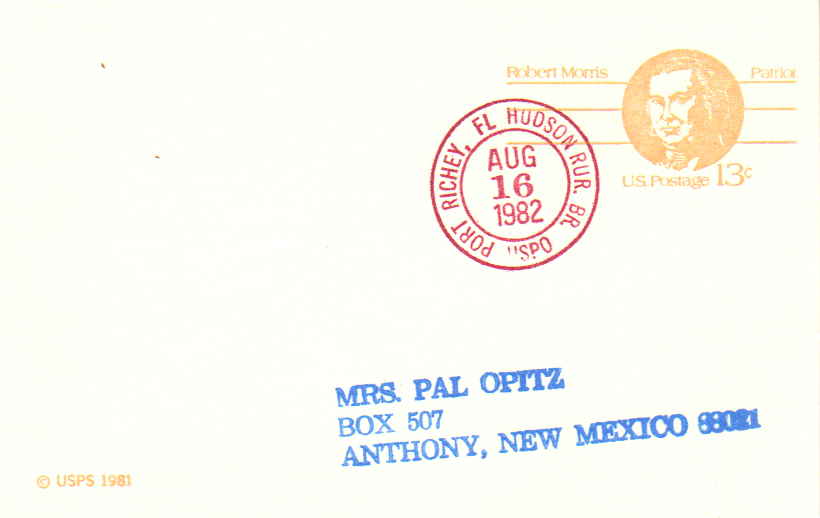 Robert Morris Patriot
U.S. Postage 13c
PORT RICHEY, FL HUDSON RUR. BR. USPO
AUG
16
1982
MRS. PAL OPITZ
BOX 507
ANTHONY, NEW MEXICO 88021
© USPS 1981